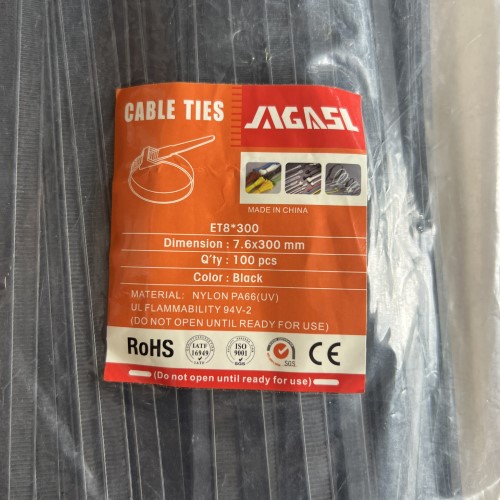 CABLE TIES
JIGASL
MADE IN CHINA
ET8*300
Dimension : 7.6x300 mm
Q'ty : 100 pcs
Color : Black
MATERIAL: NYLON PA66(UV)
UL FLAMMABILITY 94V-2
(DO NOT OPEN UNTIL READY FOR USE)
RoHS
IATF
16949
ISO
9001
SGS
SGS
CE
(Do not open until ready for use)